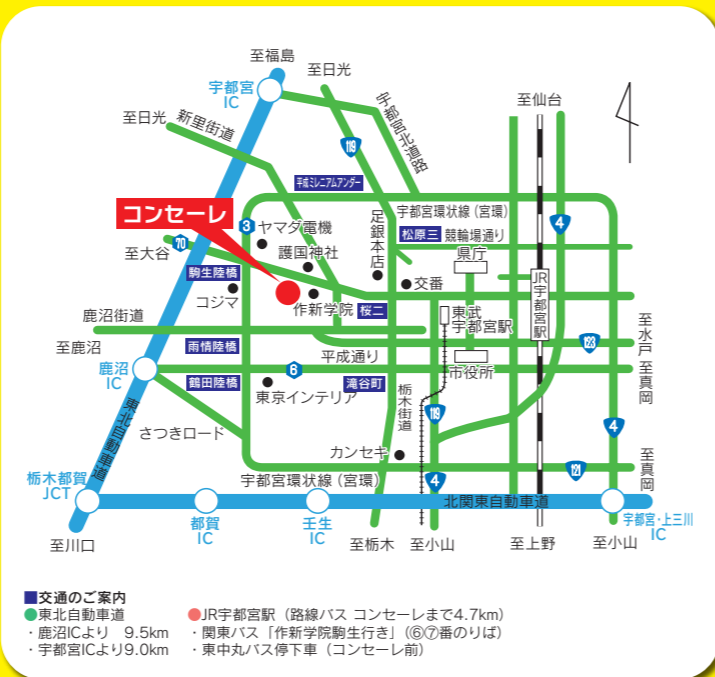 至福島
至日光
宇都宮
IC
宇都宮北道路
至仙台
至日光
新里街道
119
平成ミレニアムアンダー
コンセーレ
3
ヤマダ電機
宇都宮環状線(宮環)
4
足銀本店
松原三
競輪場通り
70
至大谷
護国神社
県庁
駒生陸橋
コジマ
作新学院
桜二
交番
JR宇都宮駅
鹿沼街道
東武
宇都宮駅
至水戸
至鹿沼
雨情陸橋
平成通り
123
鹿沼
IC
6
市役所
至真岡
鶴田陸橋
東京インテリア
滝谷町
栃木街道
119
4
東北自動車道
さつきロード
カンセキ
至真岡
121
宇都宮環状線(宮環)
4
栃木都賀
JCT
北関東自動車道
都賀
IC
壬生
IC
宇都宮・上三川
IC
至川口
至栃木
至小山
至上野
至小山
■交通のご案内
●東北自動車道
・鹿沼ICより 9.5km
・宇都宮ICより9.0km
●JR宇都宮駅(路線バス コンセーレまで4.7km)
・関東バス「作新学院駒生行き」(⑥⑦番のりば)
・東中丸バス停下車(コンセーレ前)